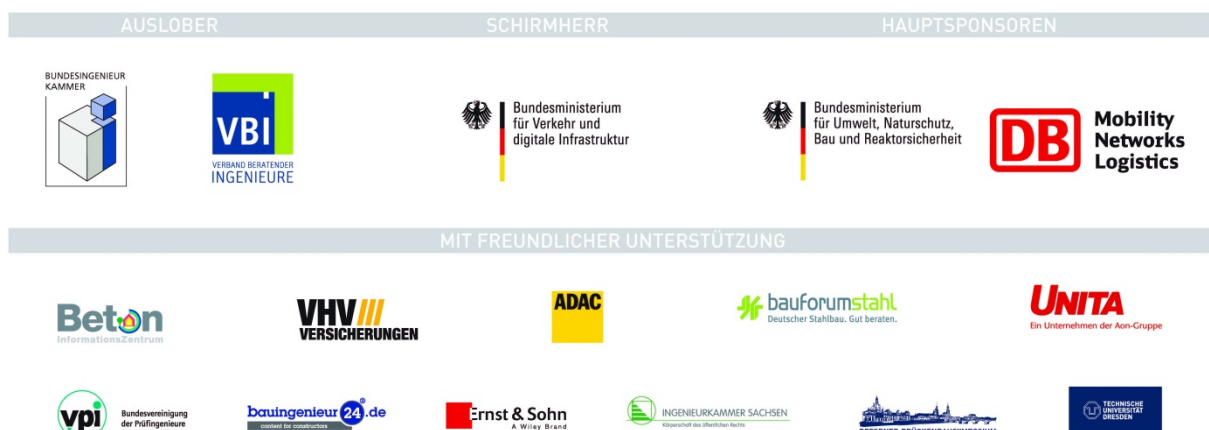 AUSLOBER
SCHIRMHERR
HAUPTSPONSOREN
BUNDESINGENIEUR
KAMMER
VBI
VERBAND BERATENDER
INGENIEURE
Bundesministerium
für Verkehr und
digitale Infrastruktur
Bundesministerium
für Umwelt, Naturschutz,
Bau und Reaktorsicherheit
DB
Mobility
Networks
Logistics
MIT FREUNDLICHER UNTERSTÜTZUNG
Beton
InformationsZentrum
VHV
VERSICHERUNGEN
ADAC
bauforumstahl
Deutscher Stahlbau. Gut beraten.
UNITA
Ein Unternehmen der Aon-Gruppe
vpi
Bundesvereinigung
der Prüfingenieure
bauingenieur24.de
content for constructors
Ernst & Sohn
A Wiley Brand
INGENIEURKAMMER SACHSEN
Körperschaft des öffentlichen Rechts
DRESDNER BRÜCKENBAUSYMPOSIUM
TECHNISCHE
UNIVERSITÄT
DRESDEN